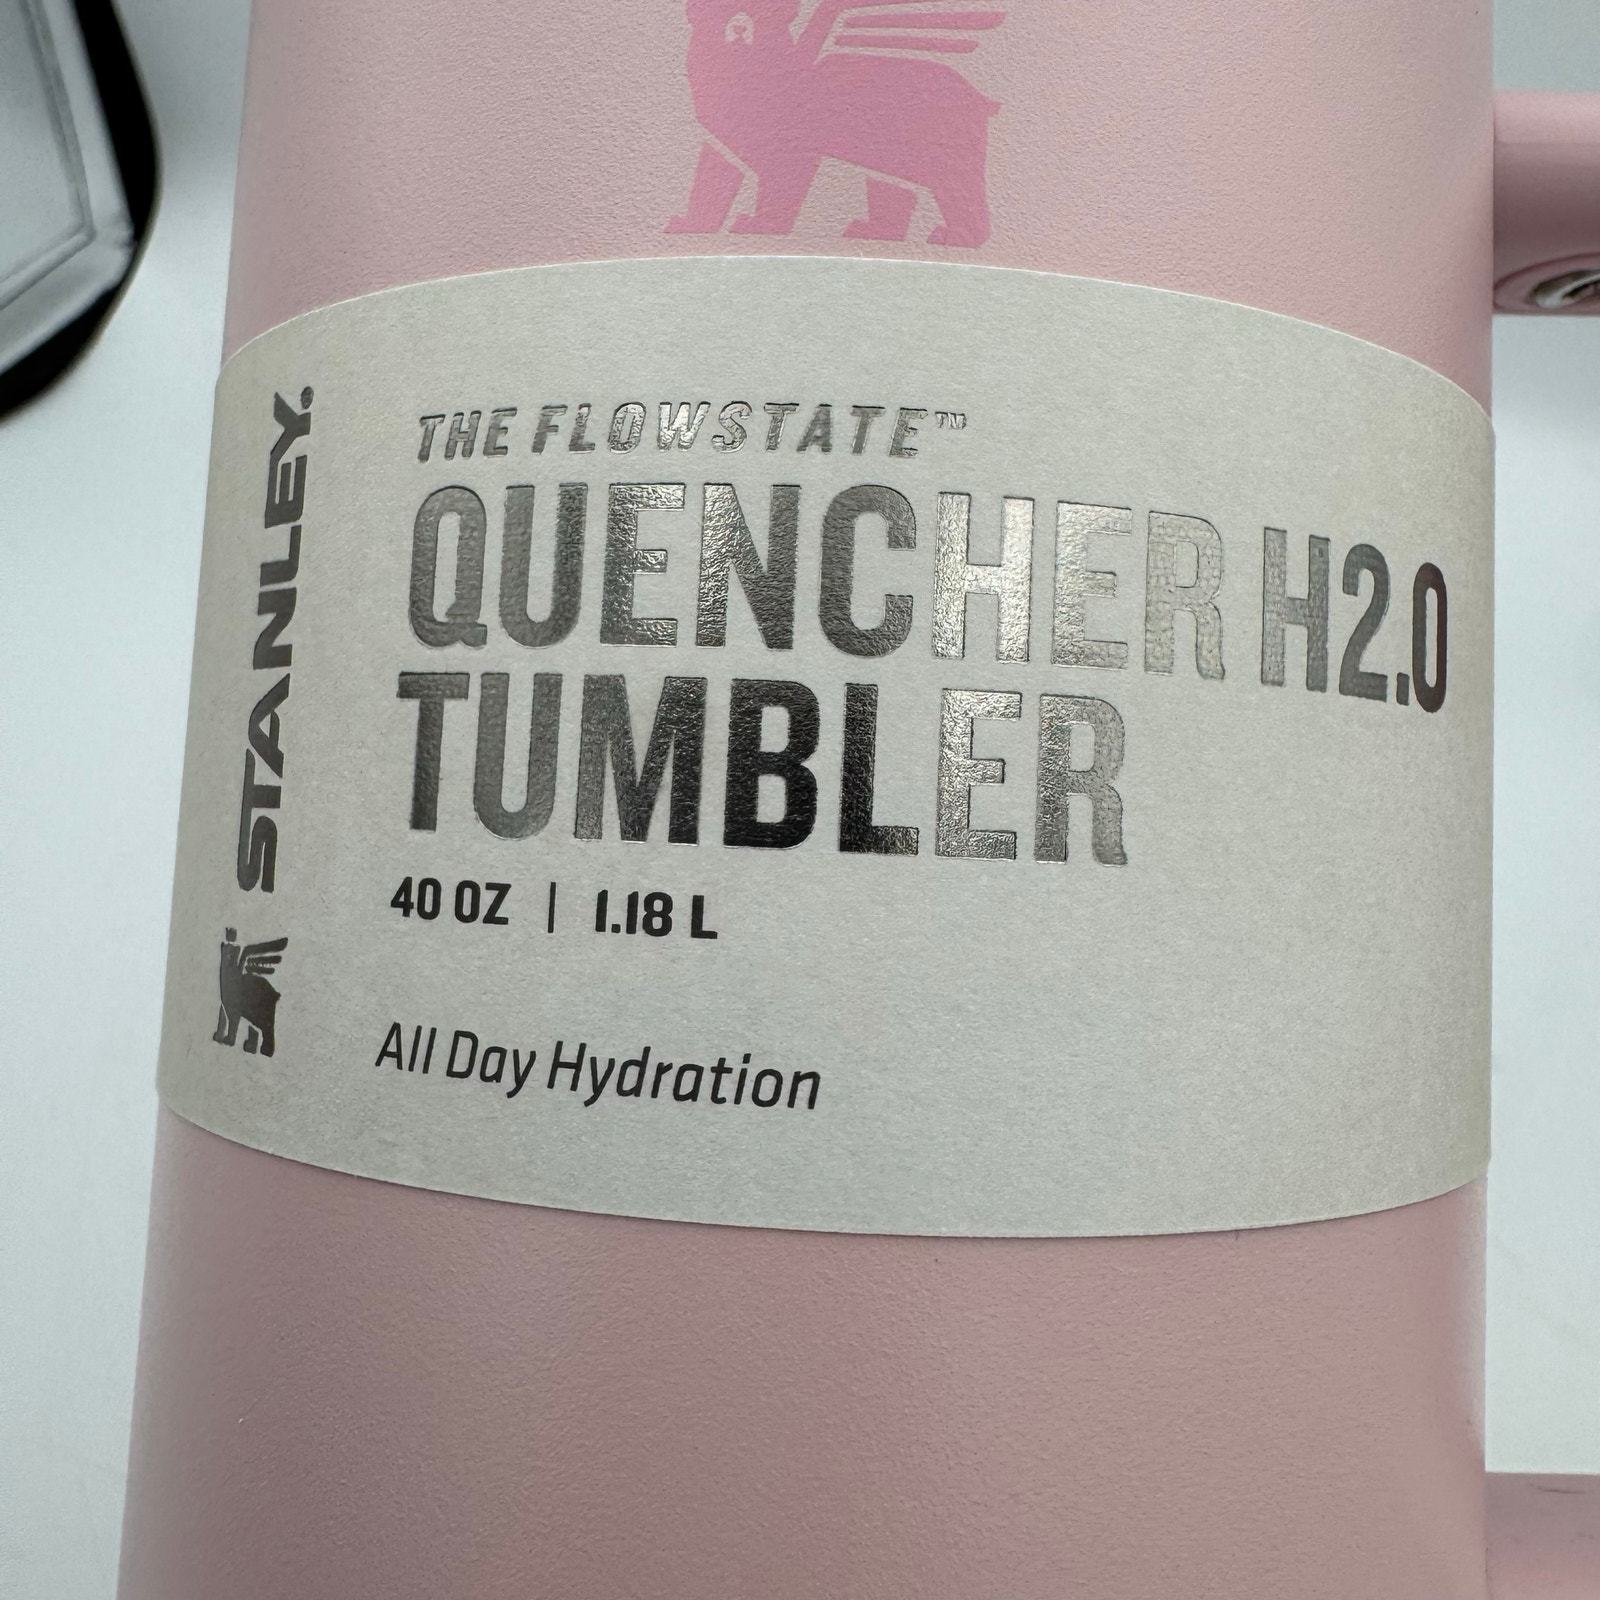 STANLEY.
THE FLOWSTATE™
QUENCHER H2.0
TUMBLER
40 OZ | 1.18 L
All Day Hydration